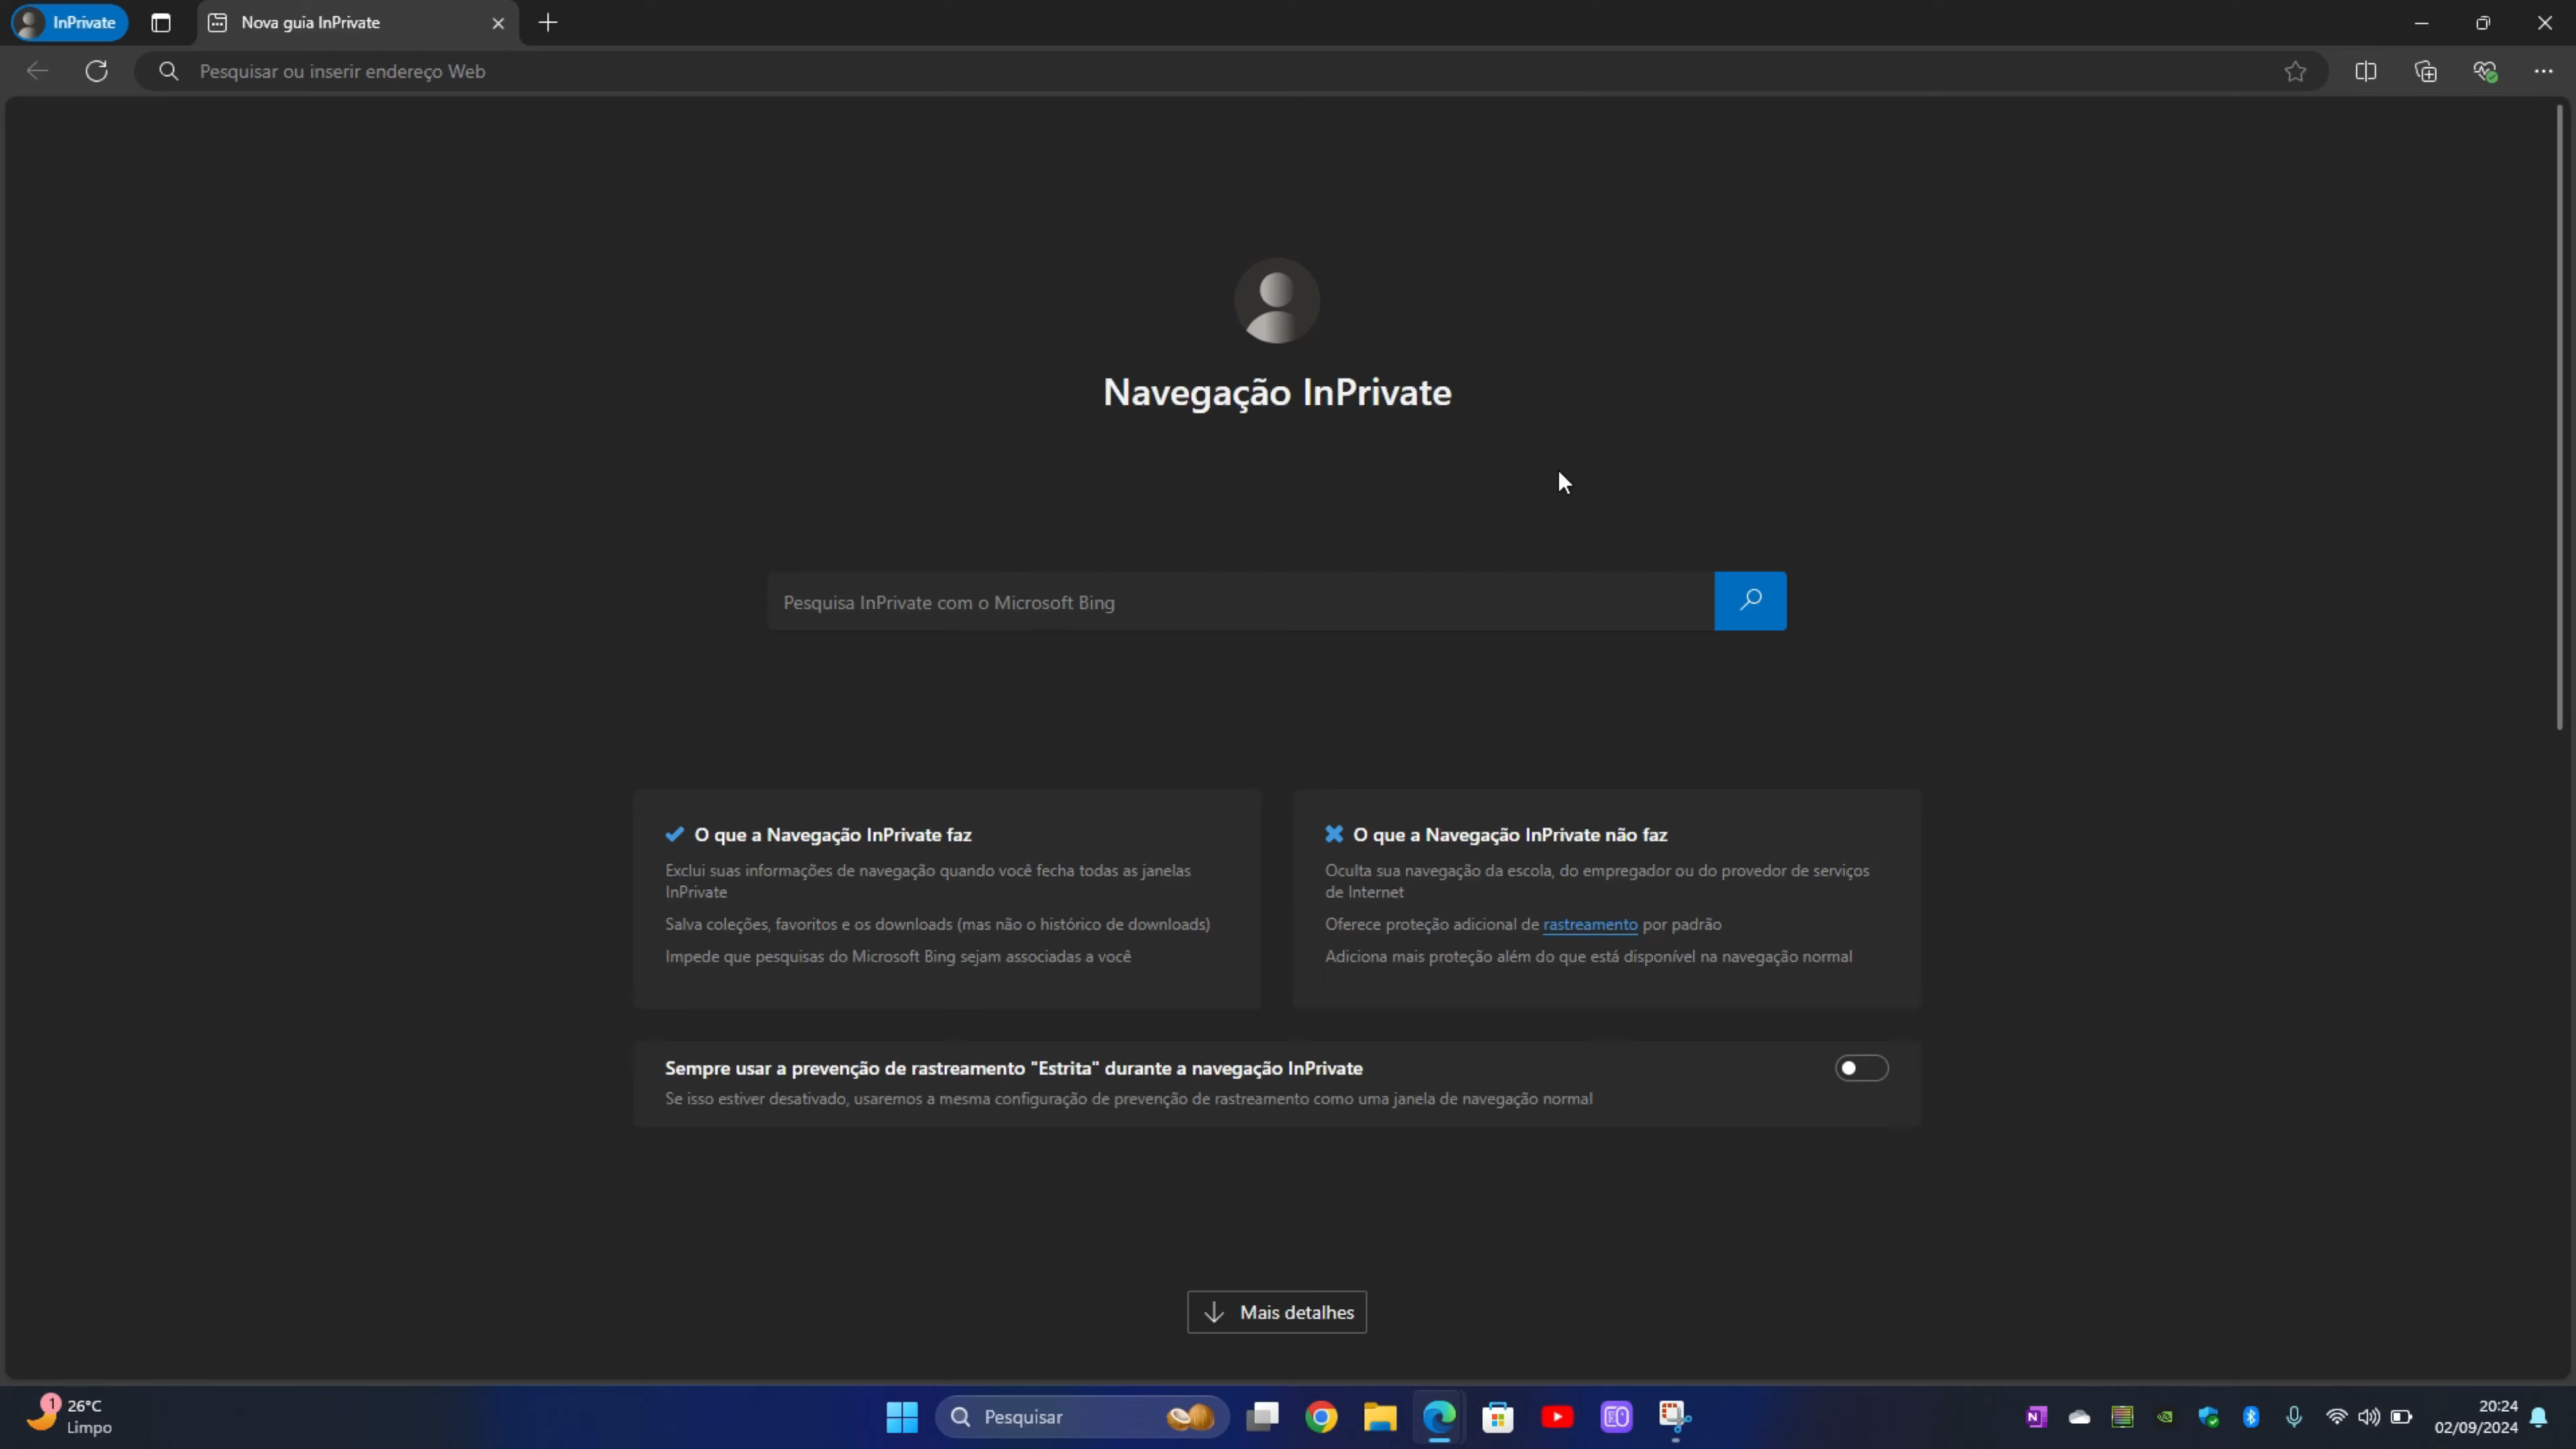 InPrivate
Nova guia InPrivate
Pesquisar ou inserir endereço Web
Navegação InPrivate
Pesquisa InPrivate com o Microsoft Bing
O que a Navegação InPrivate faz
Exclui suas informações de navegação quando você fecha todas as janelas
InPrivate
Salva coleções, favoritos e os downloads (mas não o histórico de downloads)
Impede que pesquisas do Microsoft Bing sejam associadas a você
O que a Navegação InPrivate não faz
Oculta sua navegação da escola, do empregador ou do provedor de serviços
de Internet
Oferece proteção adicional de rastreamento por padrão
Adiciona mais proteção além do que está disponível na navegação normal
Sempre usar a prevenção de rastreamento "Estrita" durante a navegação InPrivate
Se isso estiver desativado, usaremos a mesma configuração de prevenção de rastreamento como uma janela de navegação normal
Mais detalhes
1
26°C
Limpo
Pesquisar
N
20:24
02/09/2024